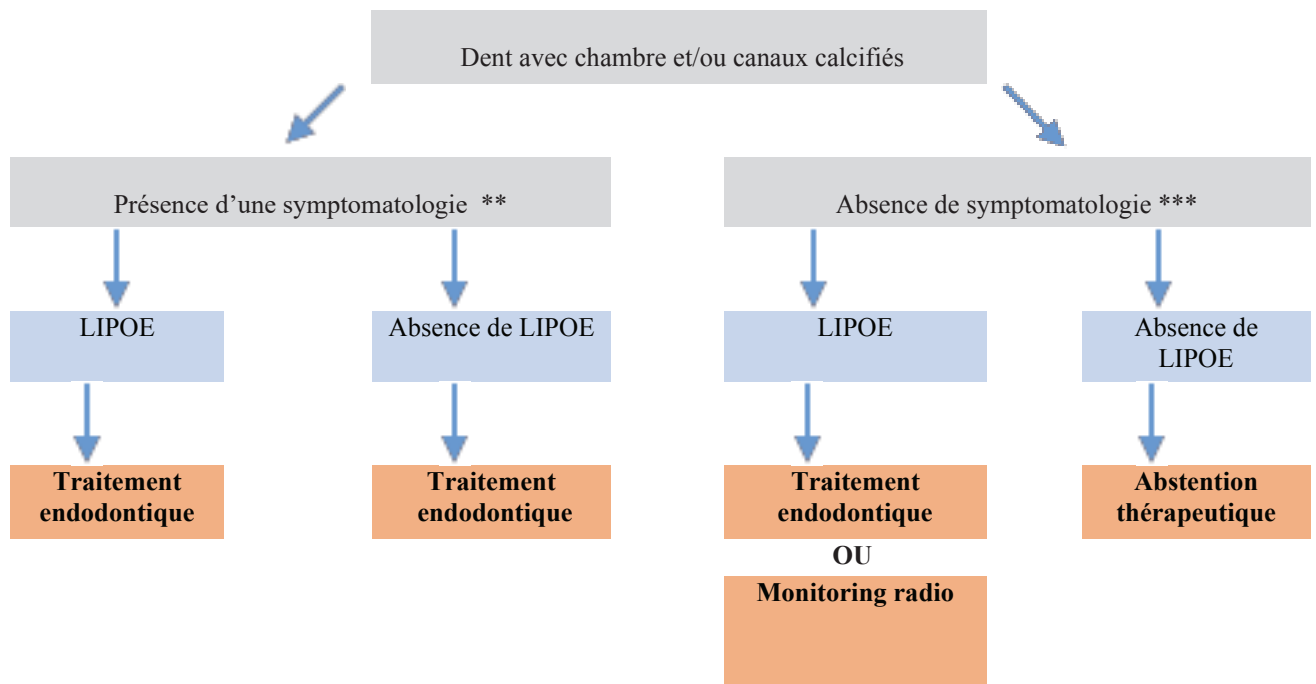 Dent avec chambre et/ou canaux calcifiés
Présence d’une symptomatologie **
Absence de symptomatologie ***
LIPOE
Absence de LIPOE
LIPOE
Absence de
LIPOE
Traitement
endodontique
Traitement
endodontique
Traitement
endodontique
Abstention
thérapeutique
OU
Monitoring radio